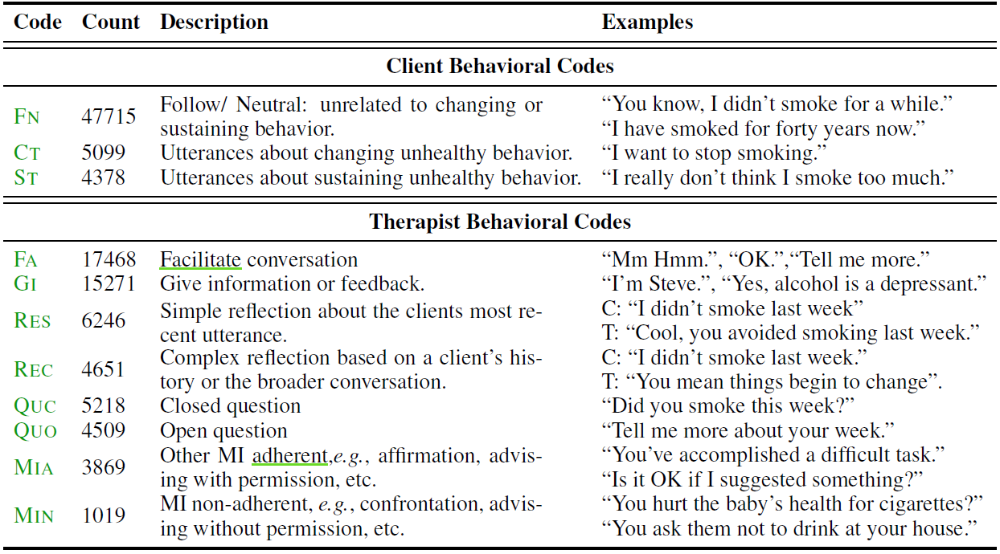 Code Count Description Examples
Client Behavioral Codes
FN 47715 Follow/ Neutral: unrelated to changing or sustaining behavior. “You know, I didn’t smoke for a while.”
“I have smoked for forty years now.”
CT 5099 Utterances about changing unhealthy behavior. “I want to stop smoking.”
ST 4378 Utterances about sustaining unhealthy behavior. “I really don’t think I smoke too much.”
Therapist Behavioral Codes
FA 17468 Facilitate conversation “Mm Hmm.”, “OK.”,“Tell me more.”
GI 15271 Give information or feedback. “I’m Steve.”, “Yes, alcohol is a depressant.”
RES 6246 Simple reflection about the clients most re-
cent utterance. C: “I didn’t smoke last week”
T: “Cool, you avoided smoking last week.”
REC 4651 Complex reflection based on a client’s his-
tory or the broader conversation. C: “I didn’t smoke last week.”
T: “You mean things begin to change”.
QUC 5218 Closed question “Did you smoke this week?”
QUO 4509 Open question “Tell me more about your week.”
MIA 3869 Other MI adherent,e.g., affirmation, advis-
ing with permission, etc. “You’ve accomplished a difficult task.”
“Is it OK if I suggested something?”
MIN 1019 MI non-adherent, e.g., confrontation, advis-
ing without permission, etc. “You hurt the baby’s health for cigarettes?”
“You ask them not to drink at your house.”